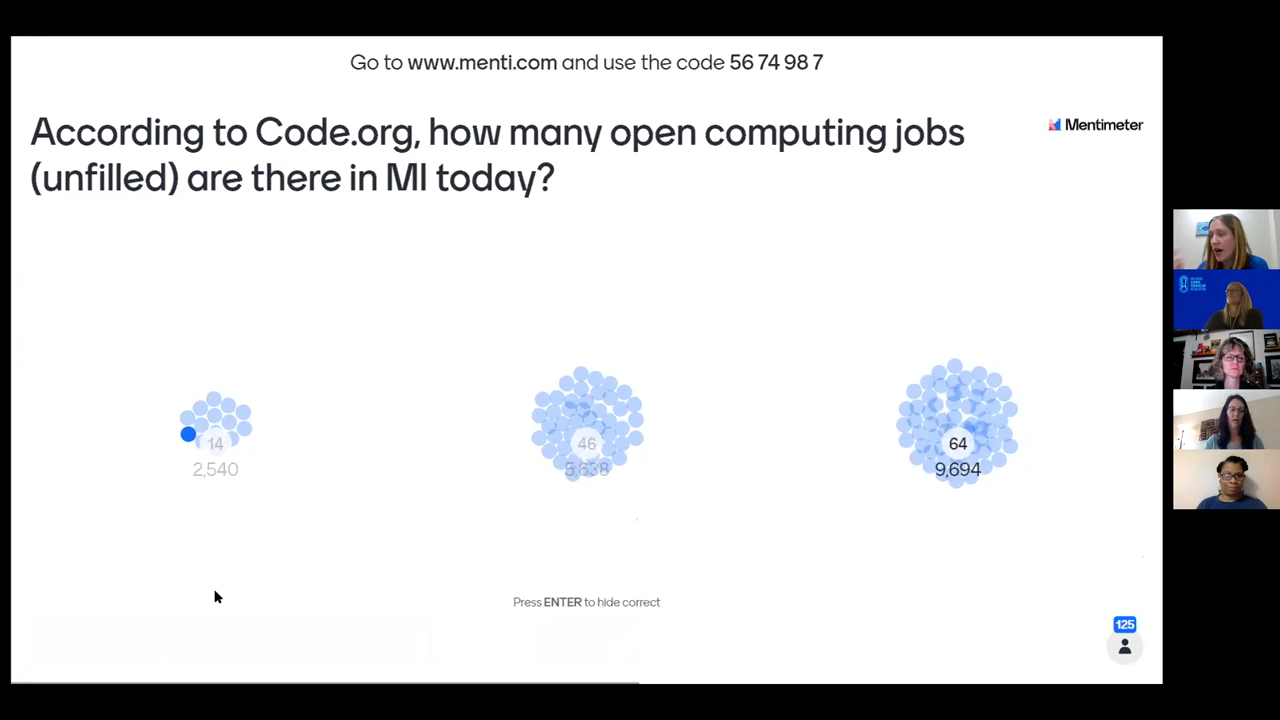 Go to www.menti.com and use the code 56 74 98 7
According to Code.org, how many open computing jobs
(unfilled) are there in MI today?
Mentimeter
14
2,540
46
5,638
64
9,694
Press ENTER to hide correct
125